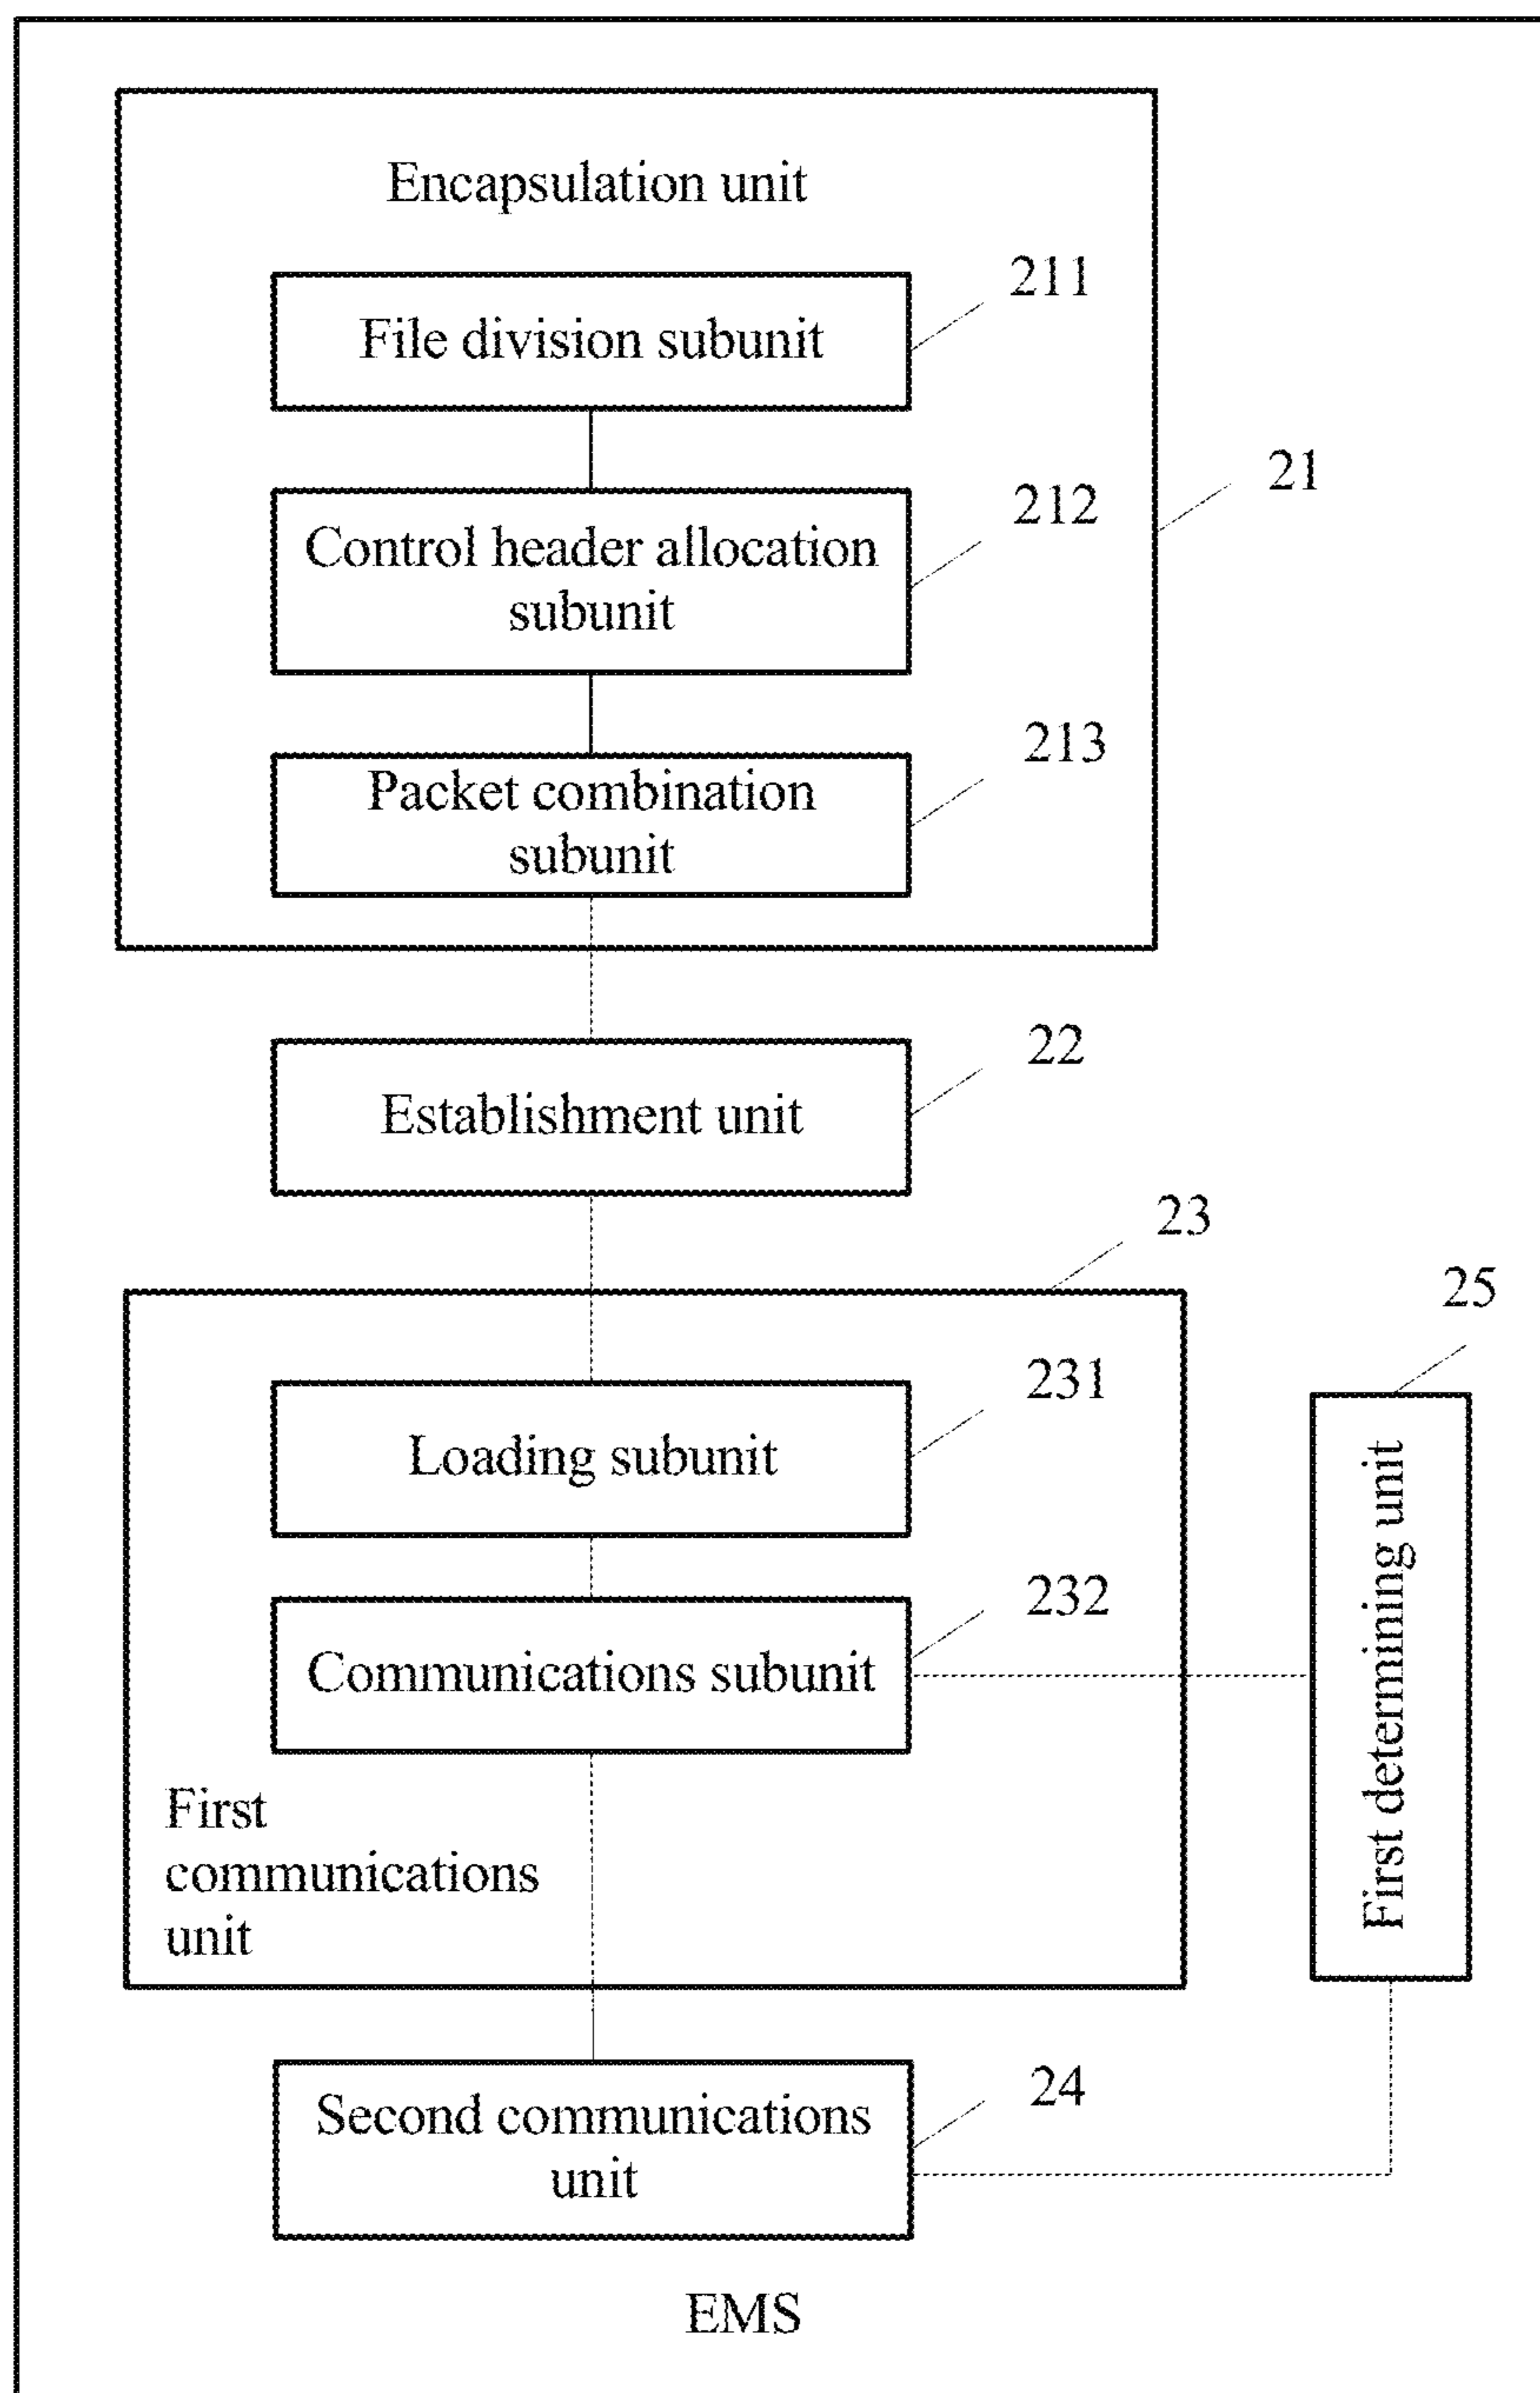 Encapsulation unit
211
File division subunit
21
212
Control header allocation
subunit
213
Packet combination
subunit
22
Establishment unit
23
25
231
Loading subunit
232
Communications subunit
First determining unit
First
communications
unit
24
Second communications
unit
EMS